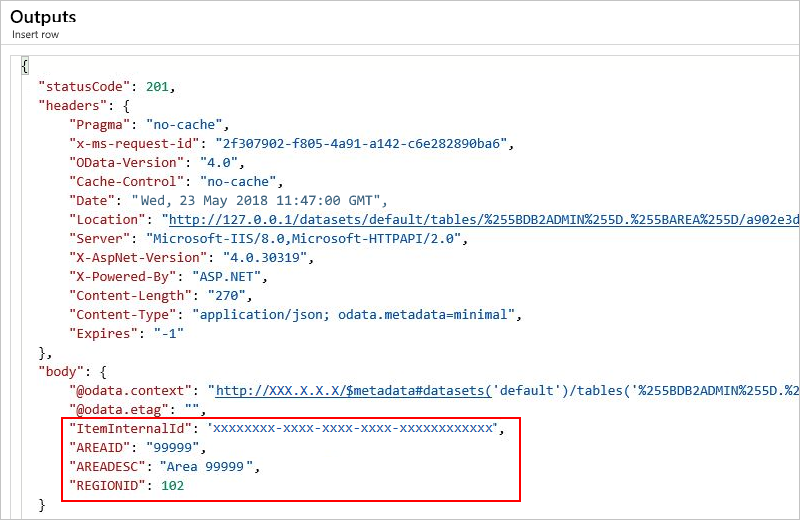 Outputs
Insert row
{
"statusCode": 201,
"headers": {
"Pragma": "no-cache",
"x-ms-request-id": "2f307902-f805-4a91-a142-c6e282890ba6",
"OData-Version": "4.0",
"Cache-Control": "no-cache",
"Date": "Wed, 23 May 2018 11:47:00 GMT",
"Location": "http://127.0.0.1/datasets/default/tables/%255BDB2ADMIN%255D.%255BAREA%255D/a902e3d
"Server": "Microsoft-IIS/8.0,Microsoft-HTTPAPI/2.0",
"X-AspNet-Version": "4.0.30319",
"X-Powered-By": "ASP.NET",
"Content-Length": "270",
"Content-Type": "application/json; odata.metadata=minimal",
"Expires": "-1"
},
"body": {
"@odata.context": "http://XXX.X.X.X/$metadata#datasets('default')/tables('%255BDB2ADMIN%255D.%2
"@odata.etag": "",
"ItemInternalId": 'xxxxxxxx-xxxx-xxxx-xxxx-xxxxxxxxxxxx",
"AREAID": "99999",
"AREADESC": "Area 99999",
"REGIONID": 102
}